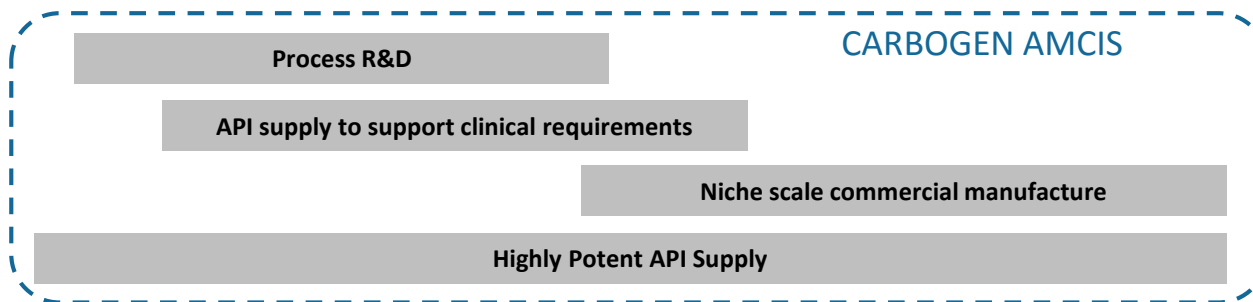 CARBOGEN AMCIS
Process R&D
API supply to support clinical requirements
Niche scale commercial manufacture
Highly Potent API Supply